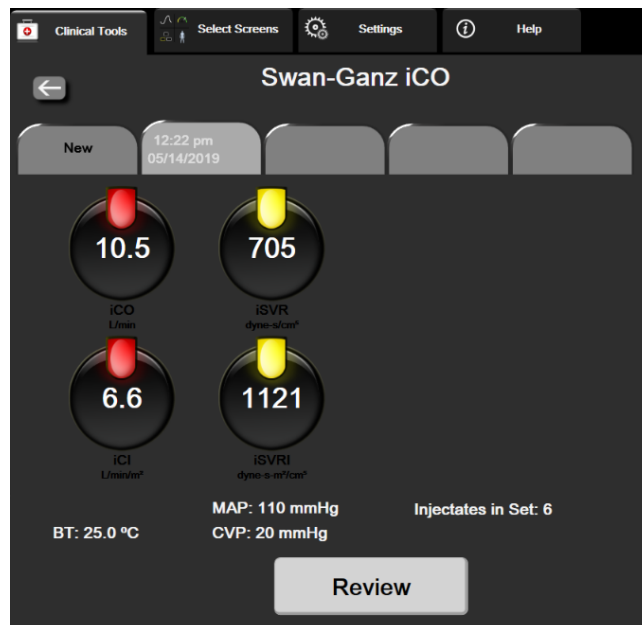 Clinical Tools
Select Screens
Settings
Help
Swan-Ganz iCO
New
12:22 pm
05/14/2019
10.5
iCO
L/min
705
iSVR
dyne-s/cm⁵
6.6
iCI
L/min/m²
1121
iSVRI
dyne-s-m²/cm⁵
BT: 25.0 ºC
MAP: 110 mmHg
CVP: 20 mmHg
Injectates in Set: 6
Review